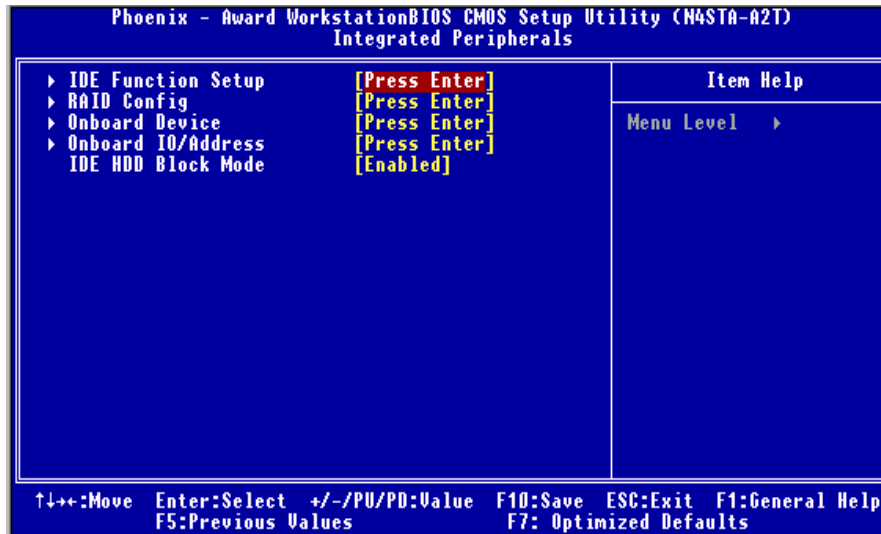 Phoenix - Award WorkstationBIOS CMOS Setup Utility (N4STA-A2T)
Integrated Peripherals
▸ IDE Function Setup [Press Enter]
▸ RAID Config [Press Enter]
▸ Onboard Device [Press Enter]
▸ Onboard IO/Address [Press Enter]
IDE HDD Block Mode [Enabled]
Item Help
Menu Level ▸
↑↓→←:Move Enter:Select +/-/PU/PD:Value F10:Save ESC:Exit F1:General Help
F5:Previous Values F7: Optimized Defaults